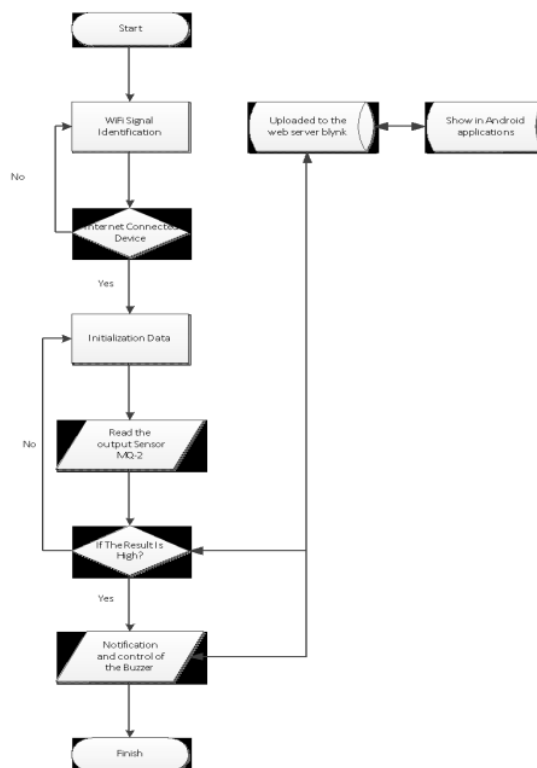 Start
WiFi Signal
Identification
No
Internet Connected
Device
Yes
Initialization Data
No
Read the
output Sensor
MQ-2
If The Result Is
High?
Yes
Notification
and control of
the Buzzer
Finish
Uploaded to the
web server blynk
Show in Android
applications